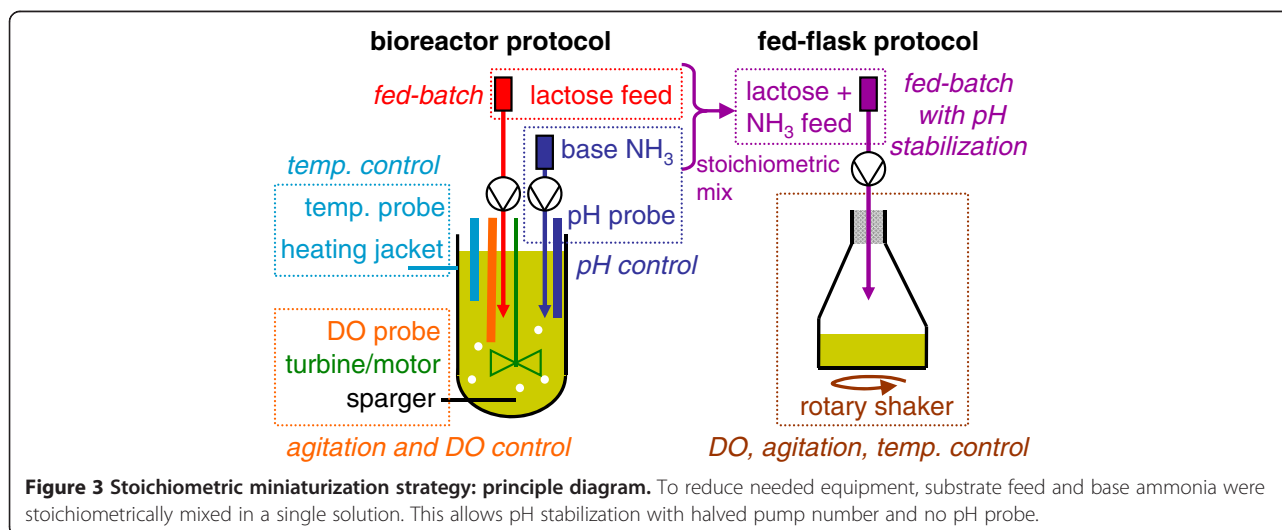 bioreactor protocol
fed-flask protocol
fed-batch
lactose feed
base NH3
pH probe
pH control
temp. control
temp. probe
heating jacket
DO probe
turbine/motor
sparger
agitation and DO control
stoichiometric
mix
lactose +
NH3 feed
fed-batch
with pH
stabilization
rotary shaker
DO, agitation, temp. control
Figure 3 Stoichiometric miniaturization strategy: principle diagram. To reduce needed equipment, substrate feed and base ammonia were
stoichiometrically mixed in a single solution. This allows pH stabilization with halved pump number and no pH probe.